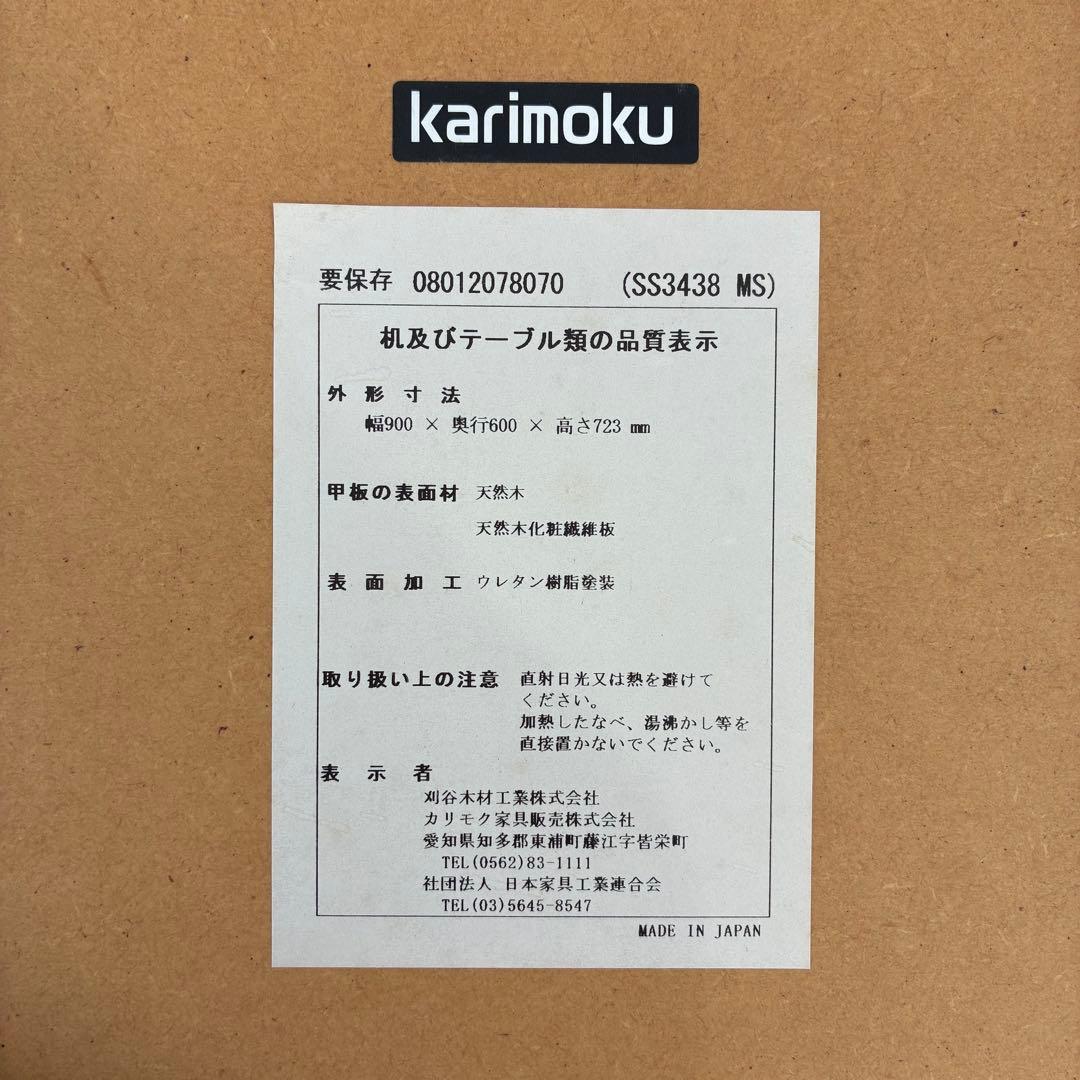 karimoku
要保存 08012078070 (SS3438 MS)
机及びテーブル類の品質表示
外形寸法
幅900 × 奥行600 × 高さ723 mm
甲板の表面材 天然木
天然木化粧繊維板
表面加工 ウレタン樹脂塗装
取り扱い上の注意 直射日光又は熱を避けて
ください。
加熱したなべ、湯沸かし等を
直接置かないでください。
表示者
刈谷木材工業株式会社
カリモク家具販売株式会社
愛知県知多郡東浦町藤江字皆栄町
TEL(0562)83-1111
社団法人 日本家具工業連合会
TEL(03)5645-8547
MADE IN JAPAN